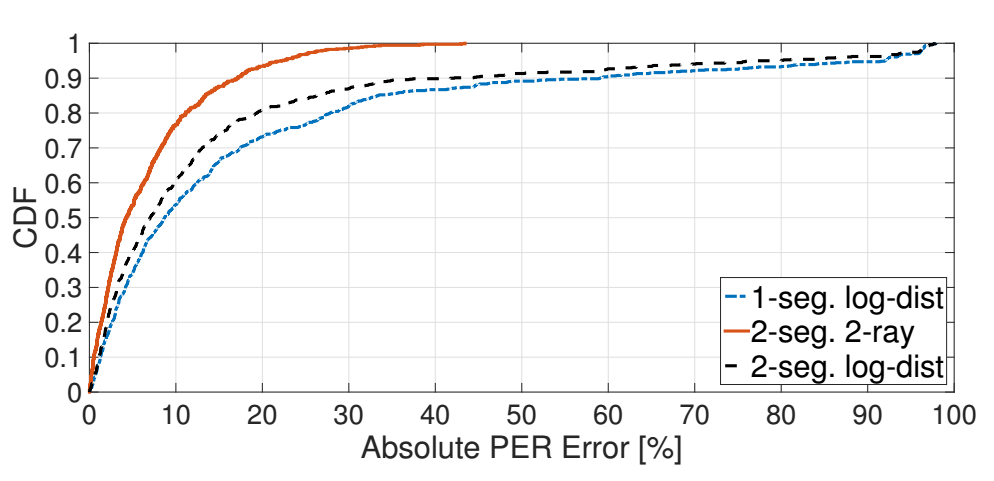 1
0.9
0.8
0.7
0.6
0.5
0.4
0.3
0.2
0.1
0
CDF
1-seg. log-dist
2-seg. 2-ray
2-seg. log-dist
0 10 20 30 40 50 60 70 80 90 100
Absolute PER Error [%]